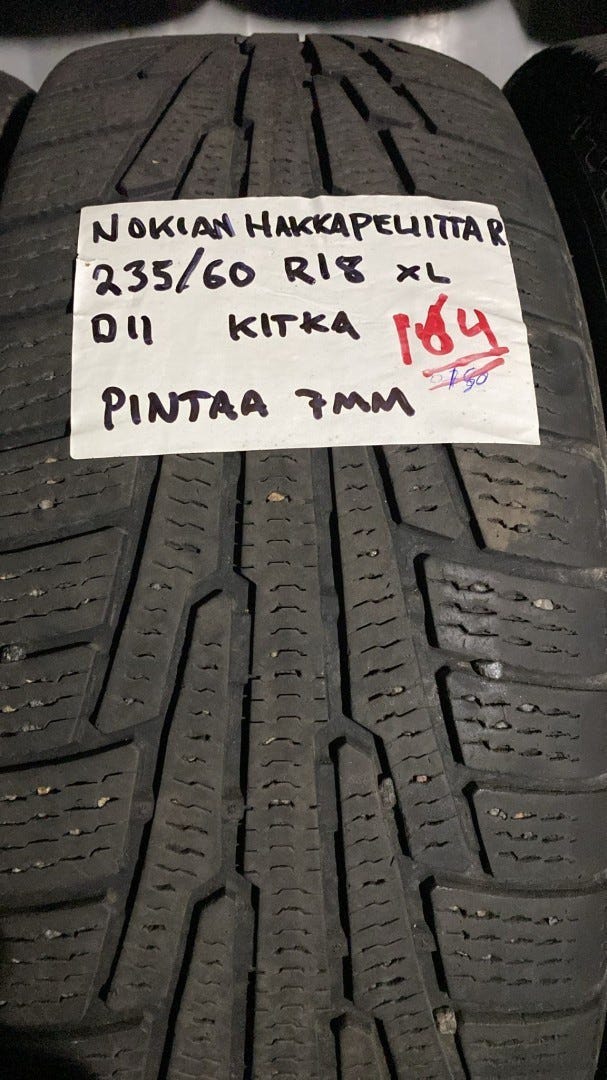 NOKIAN HAKKAPELIITTA R
235/60 R18 XL
D11 KITKA 184
PINTAA 7MM